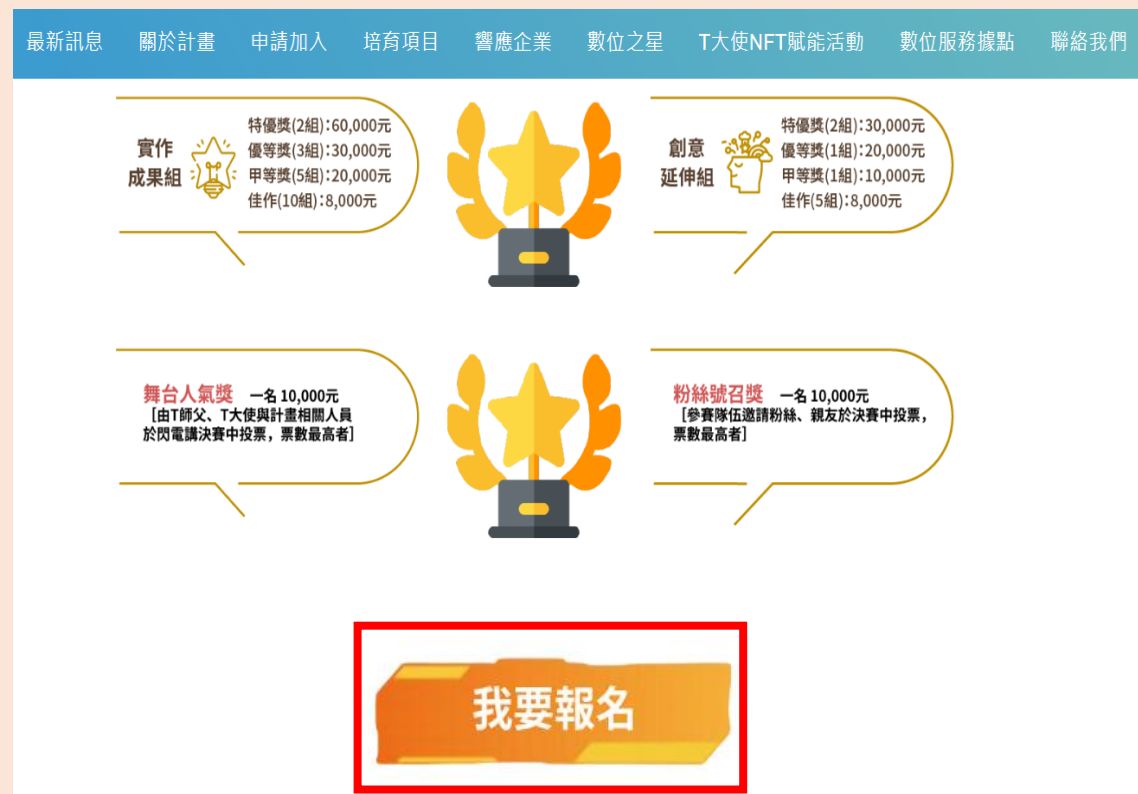 最新訊息 關於計畫 申請加入 培育項目 響應企業 數位之星 T大使NFT賦能活動 數位服務據點 聯絡我們
實作
成果組
特優獎(2組):60,000元
優等獎(3組):30,000元
甲等獎(5組):20,000元
佳作(10組):8,000元
創意
延伸組
特優獎(2組):30,000元
優等獎(1組):20,000元
甲等獎(1組):10,000元
佳作(5組):8,000元
舞台人氣獎 一名 10,000元
[由T師父、T大使與計畫相關人員
於閃電講決賽中投票，票數最高者]
粉絲號召獎 一名 10,000元
[參賽隊伍邀請粉絲、親友於決賽中投票，
票數最高者]
我要報名